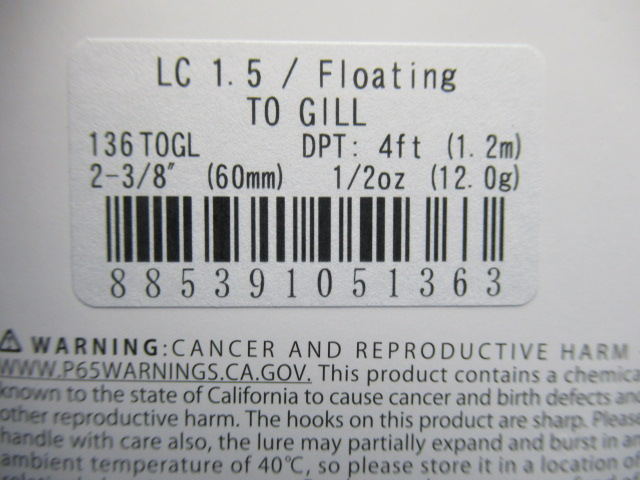 LC 1.5 / Floating
TO GILL
136TOGL DPT: 4ft (1.2m)
2-3/8" (60mm) 1/2oz (12.0g)
885391051363
⚠ WARNING:CANCER AND REPRODUCTIVE HARM
WWW.P65WARNINGS.CA.GOV. This product contains a chemica
known to the state of California to cause cancer and birth defects and
other reproductive harm. The hooks on this product are sharp. Please
handle with care also, the lure may partially expand and burst in an
ambient temperature of 40℃, so please store it in a location of